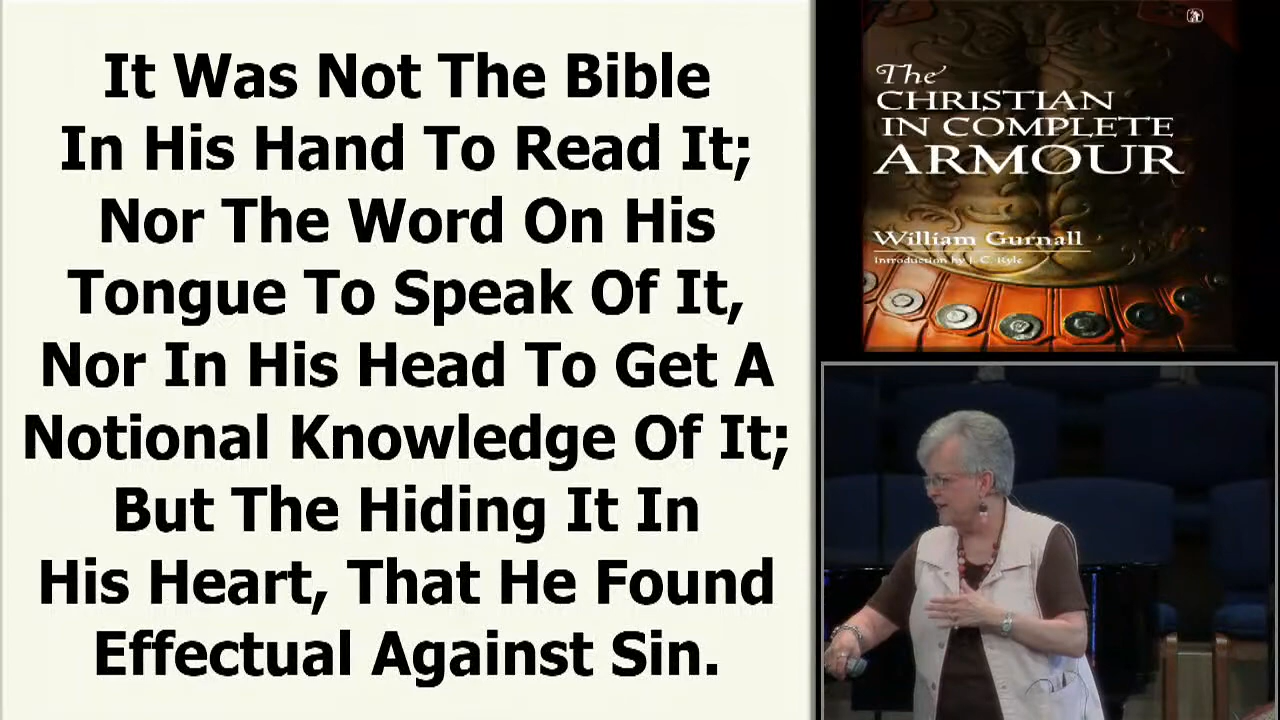 It Was Not The Bible
In His Hand To Read It;
Nor The Word On His
Tongue To Speak Of It,
Nor In His Head To Get A
Notional Knowledge Of It;
But The Hiding It In
His Heart, That He Found
Effectual Against Sin.
The
CHRISTIAN
IN COMPLETE
ARMOUR
William Gurnall
Introduction by J. C. Ryle